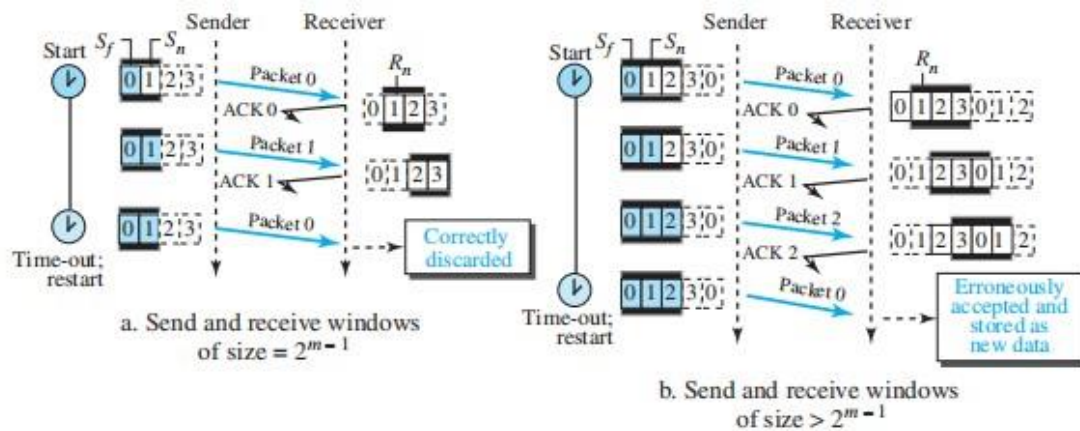 Sender
Receiver
Start
Sf
Sn
0 1 2 3
Packet 0
ACK 0
Rn
0 1 2 3
0 1 2 3
Packet 1
ACK 1
0 1 2 3
0 1 2 3
Packet 0
Correctly
discarded
Time-out;
restart
a. Send and receive windows
of size = 2^m – 1
Sender
Receiver
Start
Sf
Sn
0 1 2 3 0
Packet 0
ACK 0
Rn
0 1 2 3 0 1 2
0 1 2 3 0
Packet 1
ACK 1
0 1 2 3 0 1 2
0 1 2 3 0
Packet 2
ACK 2
0 1 2 3 0 1 2
0 1 2 3 0
Packet 0
Erroneously
accepted and
stored as
new data
Time-out;
restart
b. Send and receive windows
of size > 2^m – 1